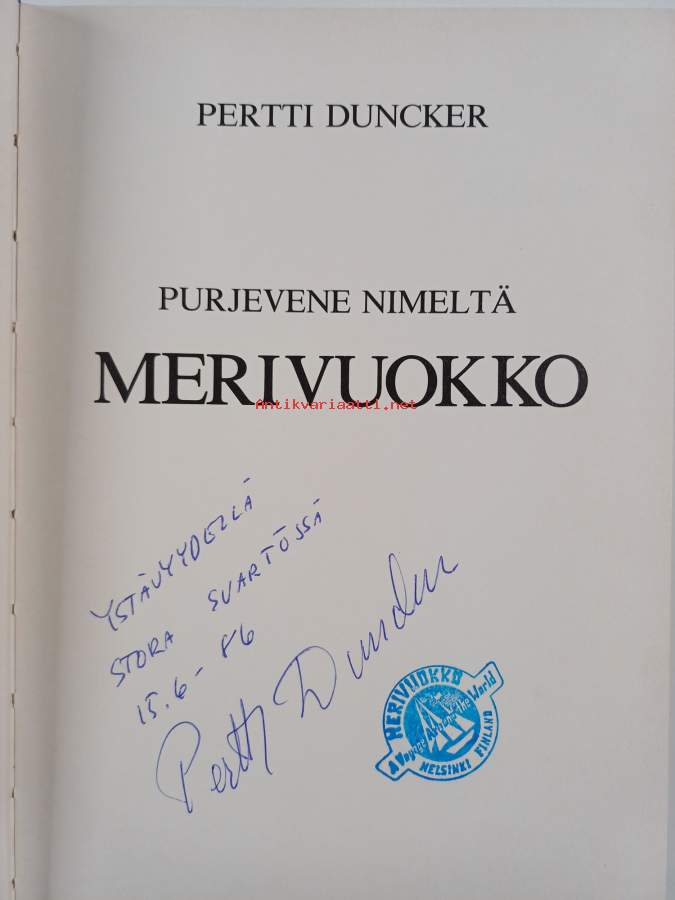 PERTTI DUNCKER
PURJEVENE NIMELTÄ
MERIVUOKKO
Antikvariaatti.net
YSTÄVYYDELLÄ
STORA SVARTÖSSÄ
15.6-86
Pertti Duncker
MERIVUOKKO
A Voyage Around the World
HELSINKI FINLAND